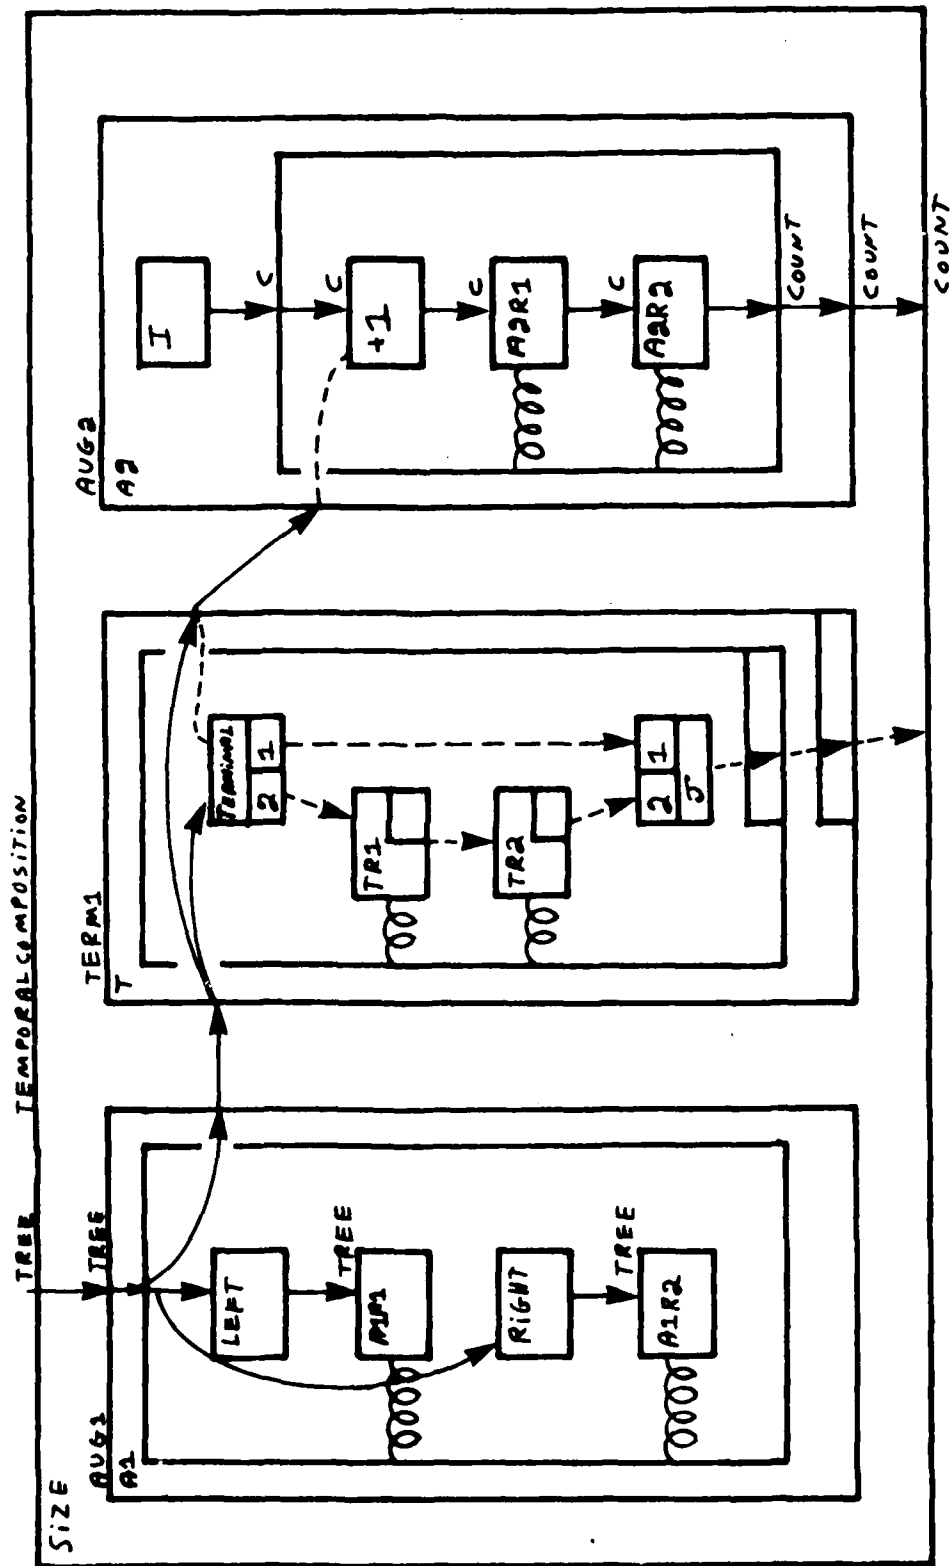 SIZE
TREE
TEMPORALCOMPOSITION
AUG1
A1
TREE
LEFT
TREE
RIGHT
TREE
A1R2
TERM1
T
TERMINAL
2 1
TR1
TR2
2 1
J
AUG2
A2
I
C
C
+1
C
A2R1
C
A2R2
COUNT
COUNT
COUNT